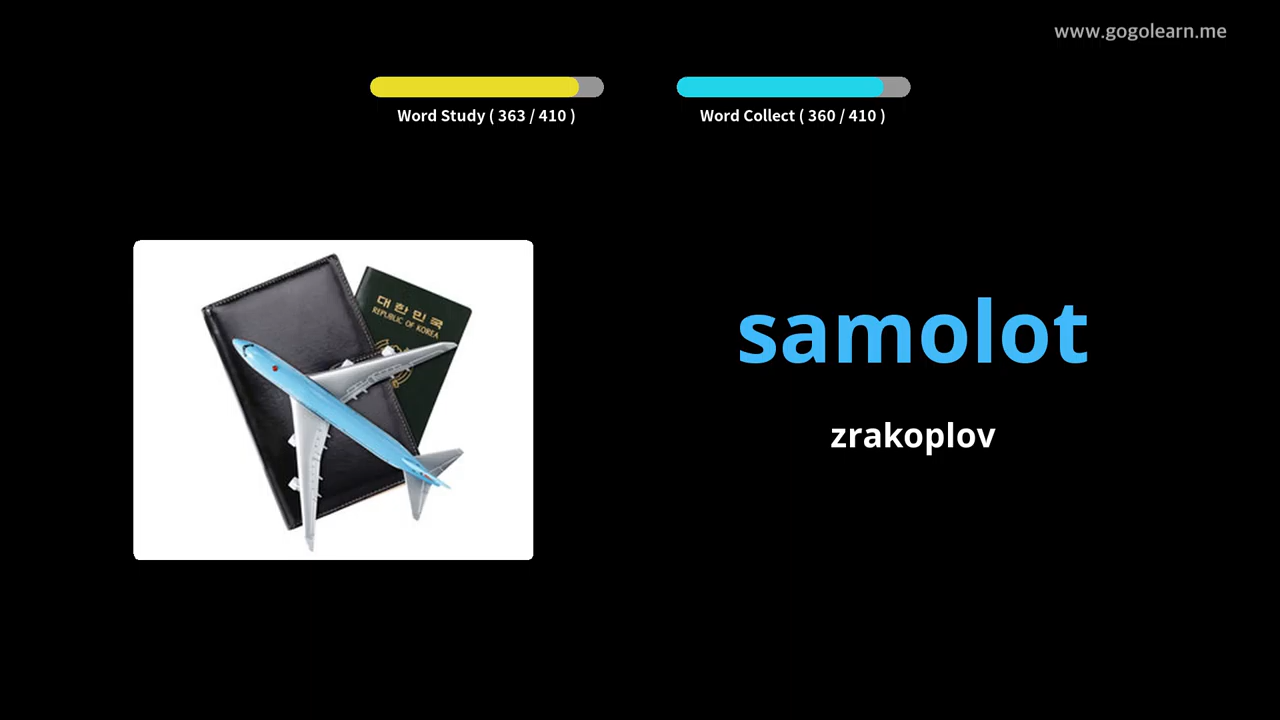 www.gogolearn.me
Word Study ( 363 / 410 )
Word Collect ( 360 / 410 )
대한민국
REPUBLIC OF KOREA
samolot
zrakoplov